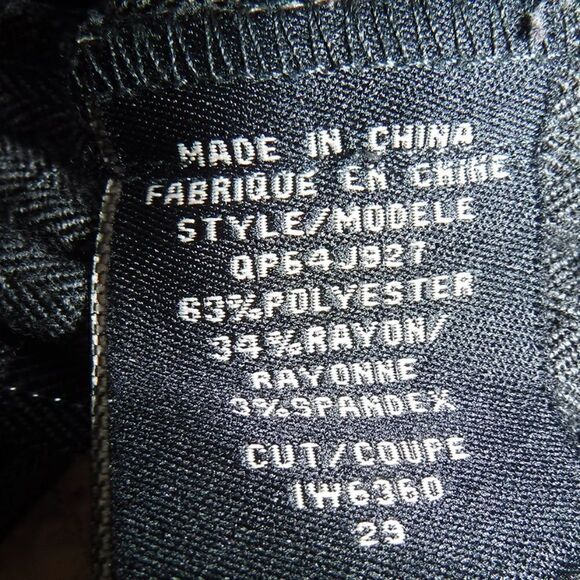 MADE IN CHINA
FABRIQUE EN CHINE
STYLE/MODELE
QP64J927
63%POLYESTER
34%RAYON/
RAYONNE
3%SPANDEX
CUT/COUPE
IW6360
29